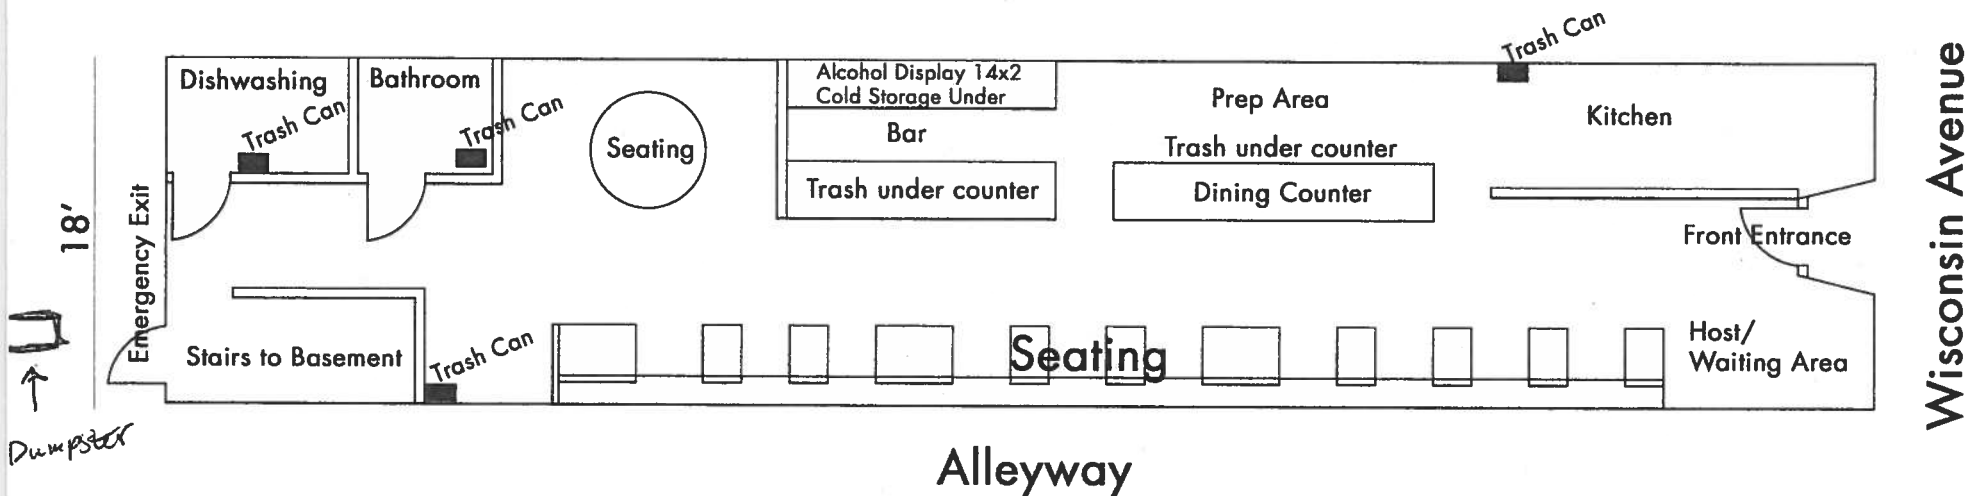 Dishwashing
Trash Can
Bathroom
Trash Can
Seating
Alcohol Display 14x2
Cold Storage Under
Bar
Trash under counter
Prep Area
Trash under counter
Dining Counter
Trash Can
Kitchen
Front Entrance
Wisconsin Avenue
18'
Emergency Exit
Stairs to Basement
Trash Can
Seating
Host/
Waiting Area
Dumpster
Alleyway